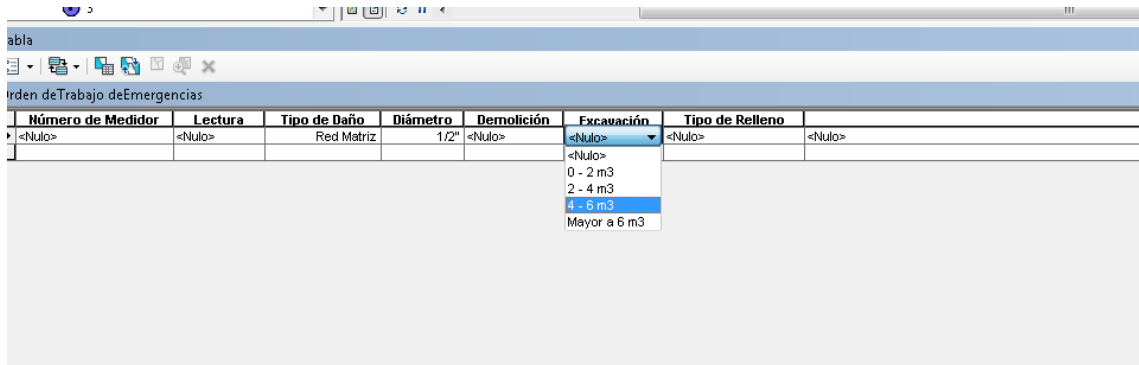 3
abla
rden deTrabajo deEmergencias
Número de Medidor Lectura Tipo de Daño Diámetro Demolición Excavación Tipo de Relleno
<Nulo> <Nulo> Red Matriz 1/2" <Nulo> <Nulo> <Nulo> <Nulo>
<Nulo>
0 - 2 m3
2 - 4 m3
4 - 6 m3
Mayor a 6 m3